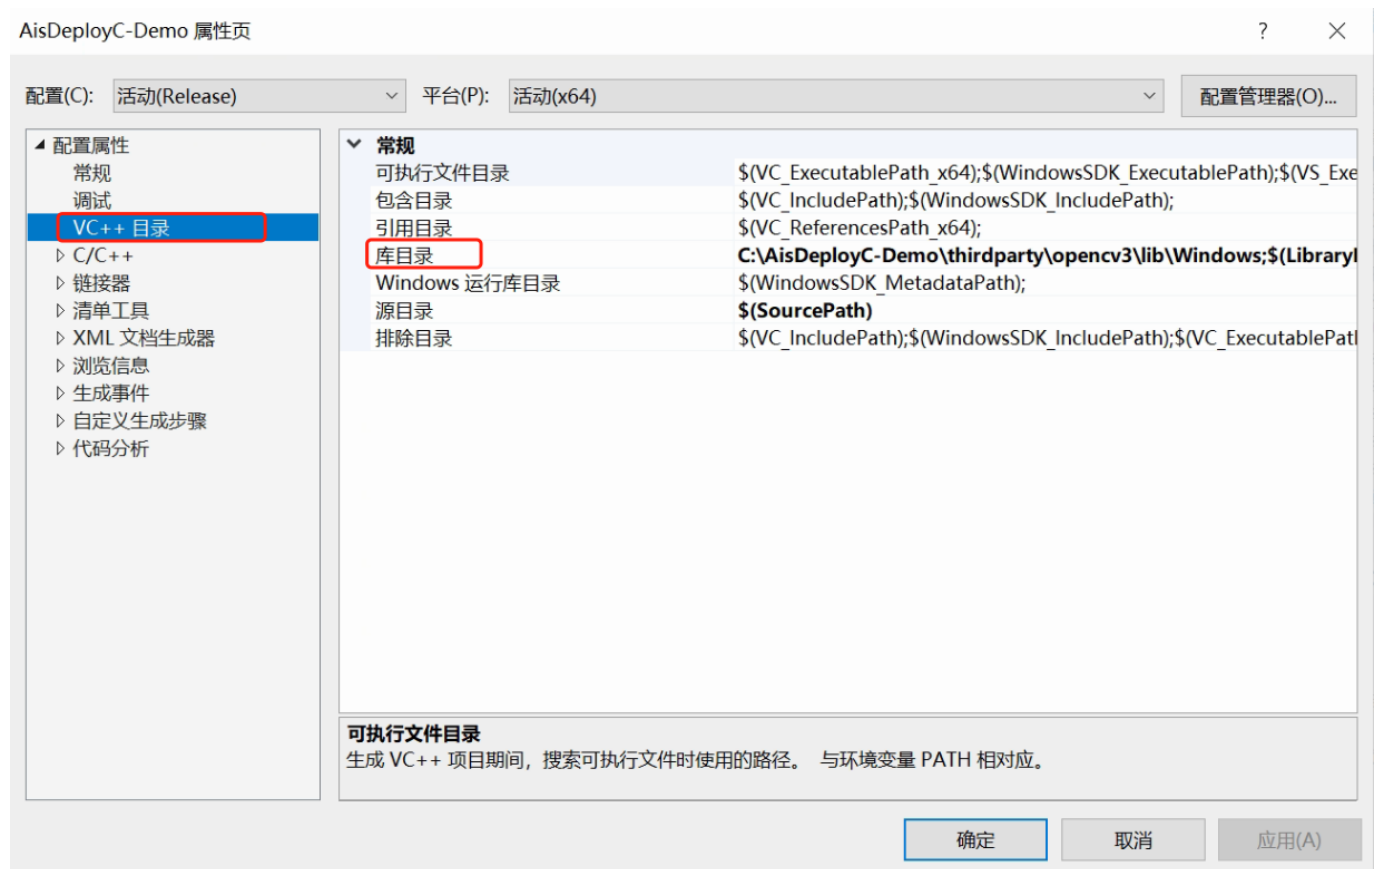 AisDeployC-Demo 属性页
?
配置(C): 活动(Release) 平台(P): 活动(x64) 配置管理器(O)...
配置属性
常规
调试
VC++ 目录
C/C++
链接器
清单工具
XML 文档生成器
浏览信息
生成事件
自定义生成步骤
代码分析
常规
可执行文件目录 $(VC_ExecutablePath_x64);$(WindowsSDK_ExecutablePath);$(VS_Exe
包含目录 $(VC_IncludePath);$(WindowsSDK_IncludePath);
引用目录 $(VC_ReferencesPath_x64);
库目录 C:\AisDeployC-Demo\thirdparty\opencv3\lib\Windows;$(Library
Windows 运行库目录 $(WindowsSDK_MetadataPath);
源目录 $(SourcePath)
排除目录 $(VC_IncludePath);$(WindowsSDK_IncludePath);$(VC_ExecutablePat
可执行文件目录
生成 VC++ 项目期间，搜索可执行文件时使用的路径。 与环境变量 PATH 相对应。
确定 取消 应用(A)